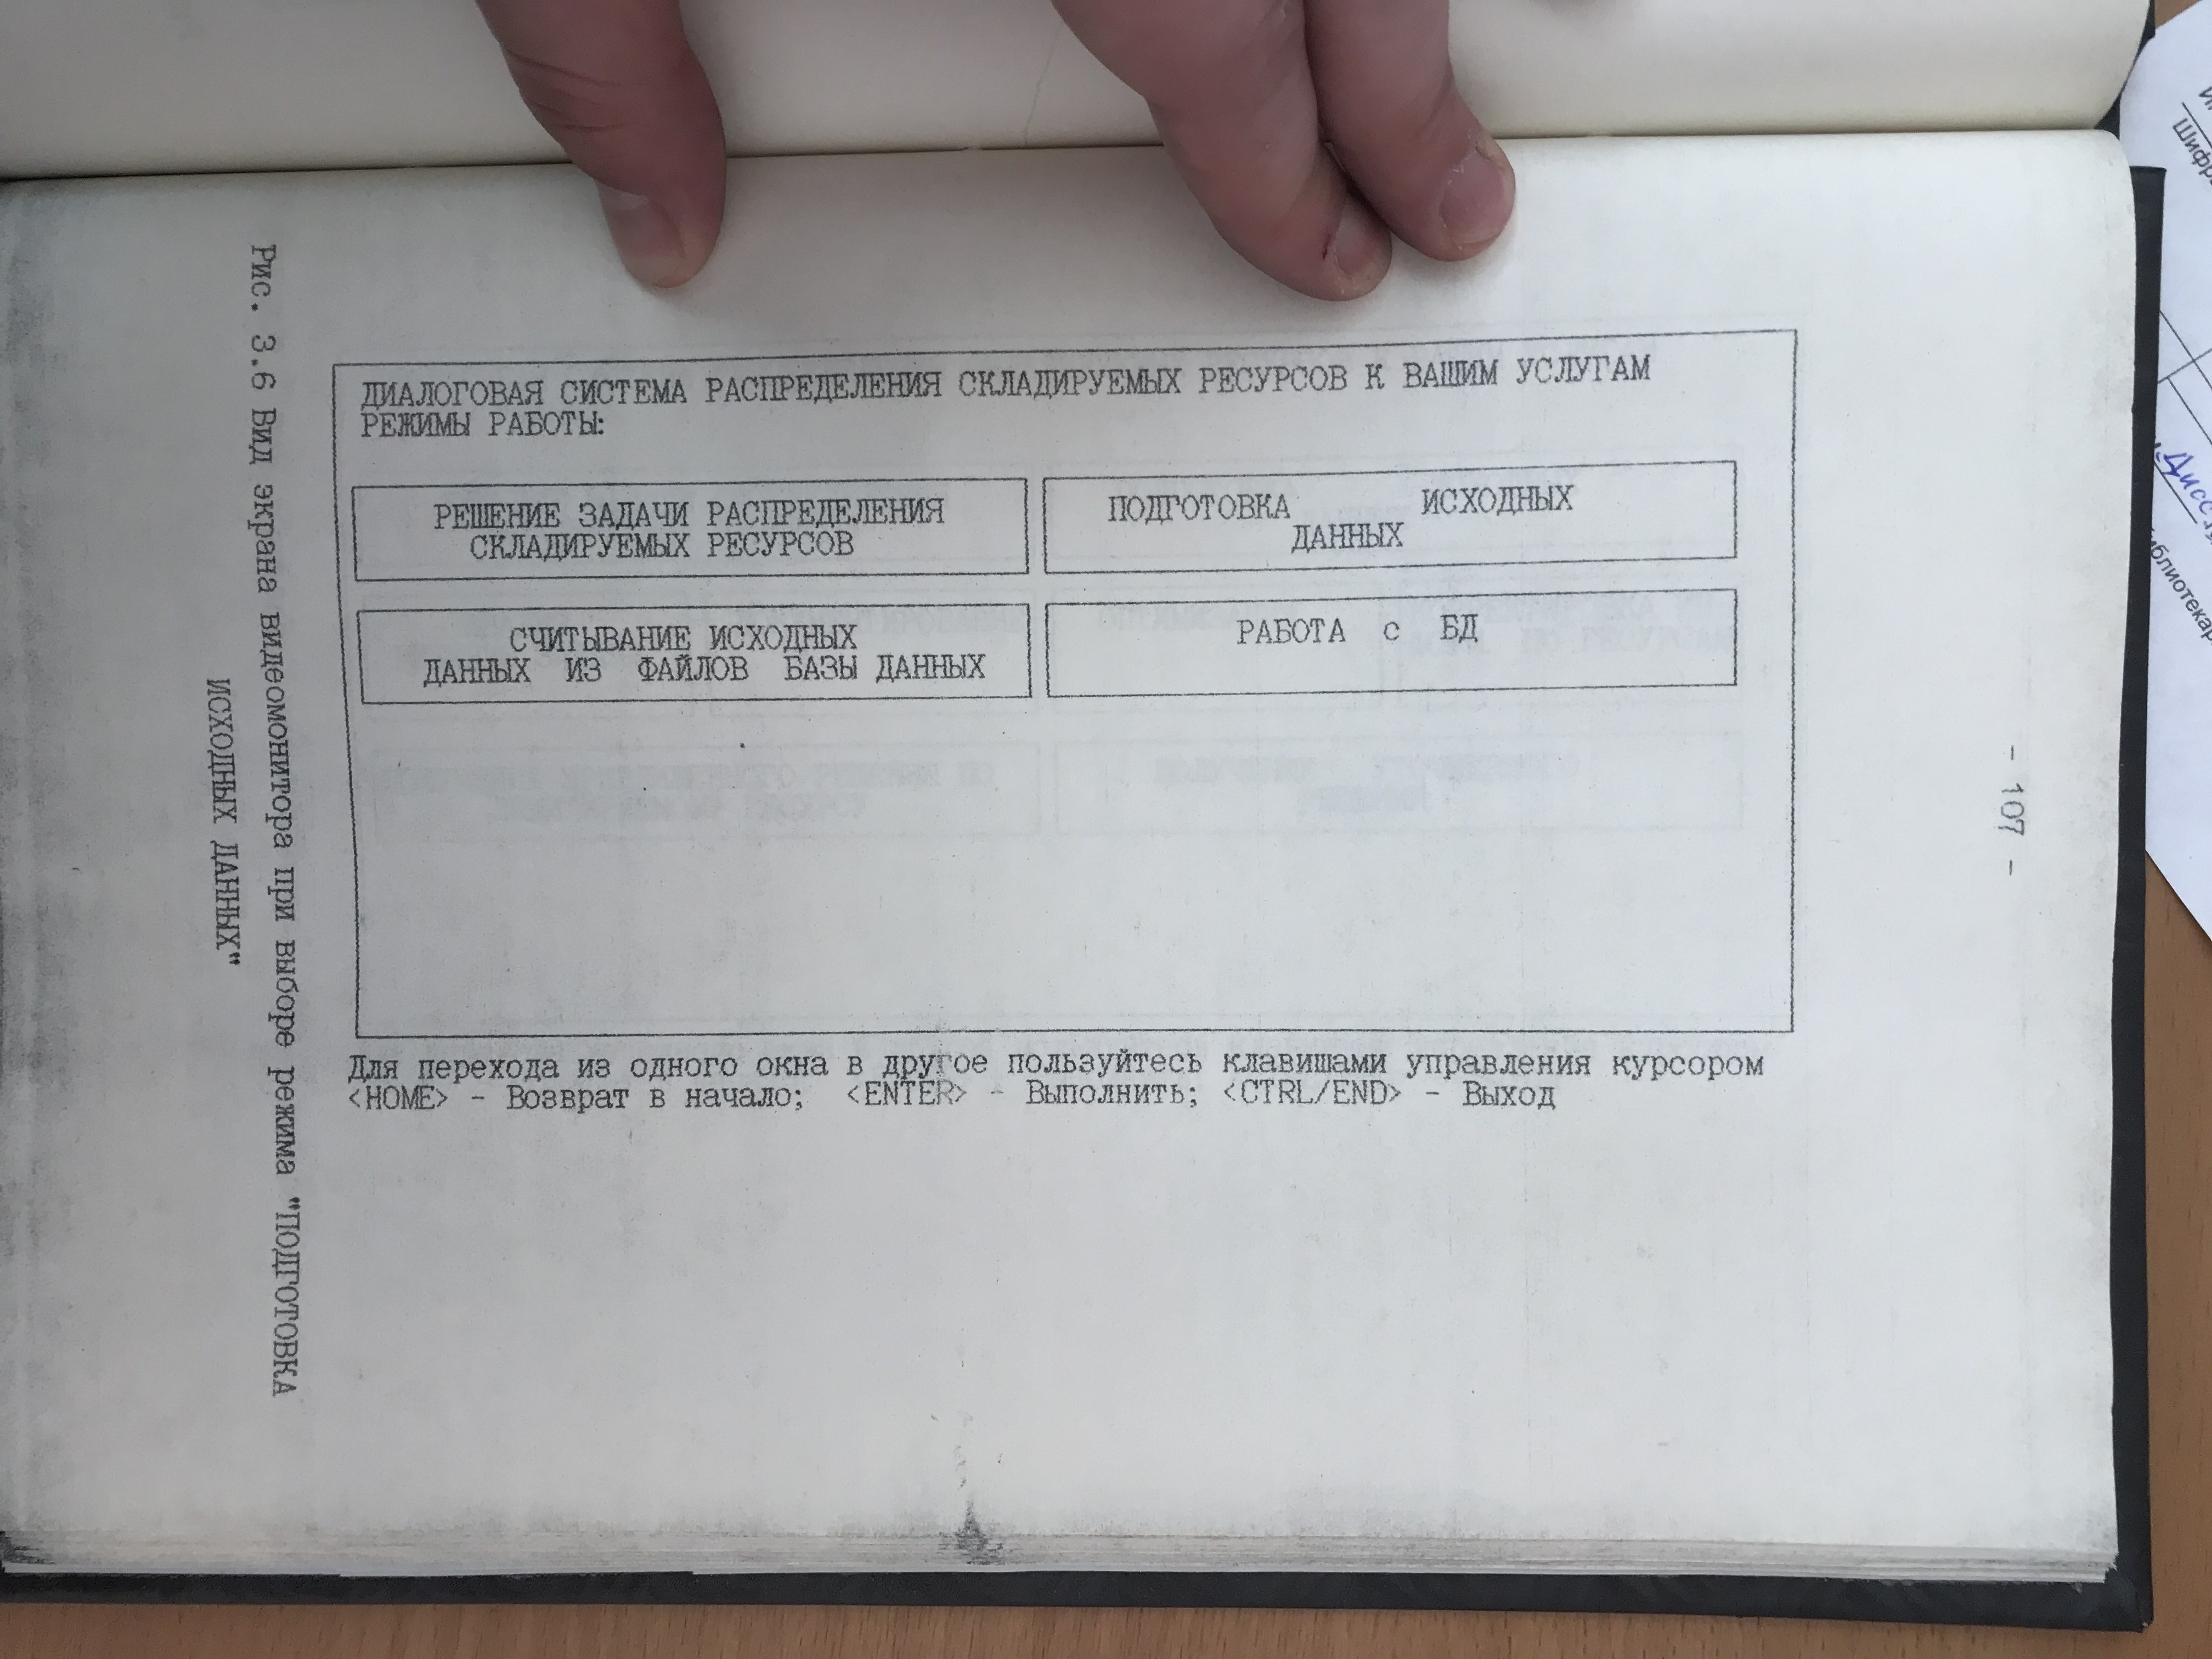 - 107 -
ДИАЛОГОВАЯ СИСТЕМА РАСПРЕДЕЛЕНИЯ СКЛАДИРУЕМЫХ РЕСУРСОВ К ВАШИМ УСЛУГАМ
РЕЖИМЫ РАБОТЫ:
РЕШЕНИЕ ЗАДАЧИ РАСПРЕДЕЛЕНИЯ
СКЛАДИРУЕМЫХ РЕСУРСОВ
ПОДГОТОВКА ИСХОДНЫХ
ДАННЫХ
СЧИТЫВАНИЕ ИСХОДНЫХ
ДАННЫХ ИЗ ФАЙЛОВ БАЗЫ ДАННЫХ
РАБОТА с БД
Для перехода из одного окна в другое пользуйтесь клавишами управления курсором
<HOME> - Возврат в начало; <ENTER> - Выполнить; <CTRL/END> - Выход
Рис. 3.6 Вид экрана видеомонитора при выборе режима "ПОДГОТОВКА
ИСХОДНЫХ ДАННЫХ"
Шифр